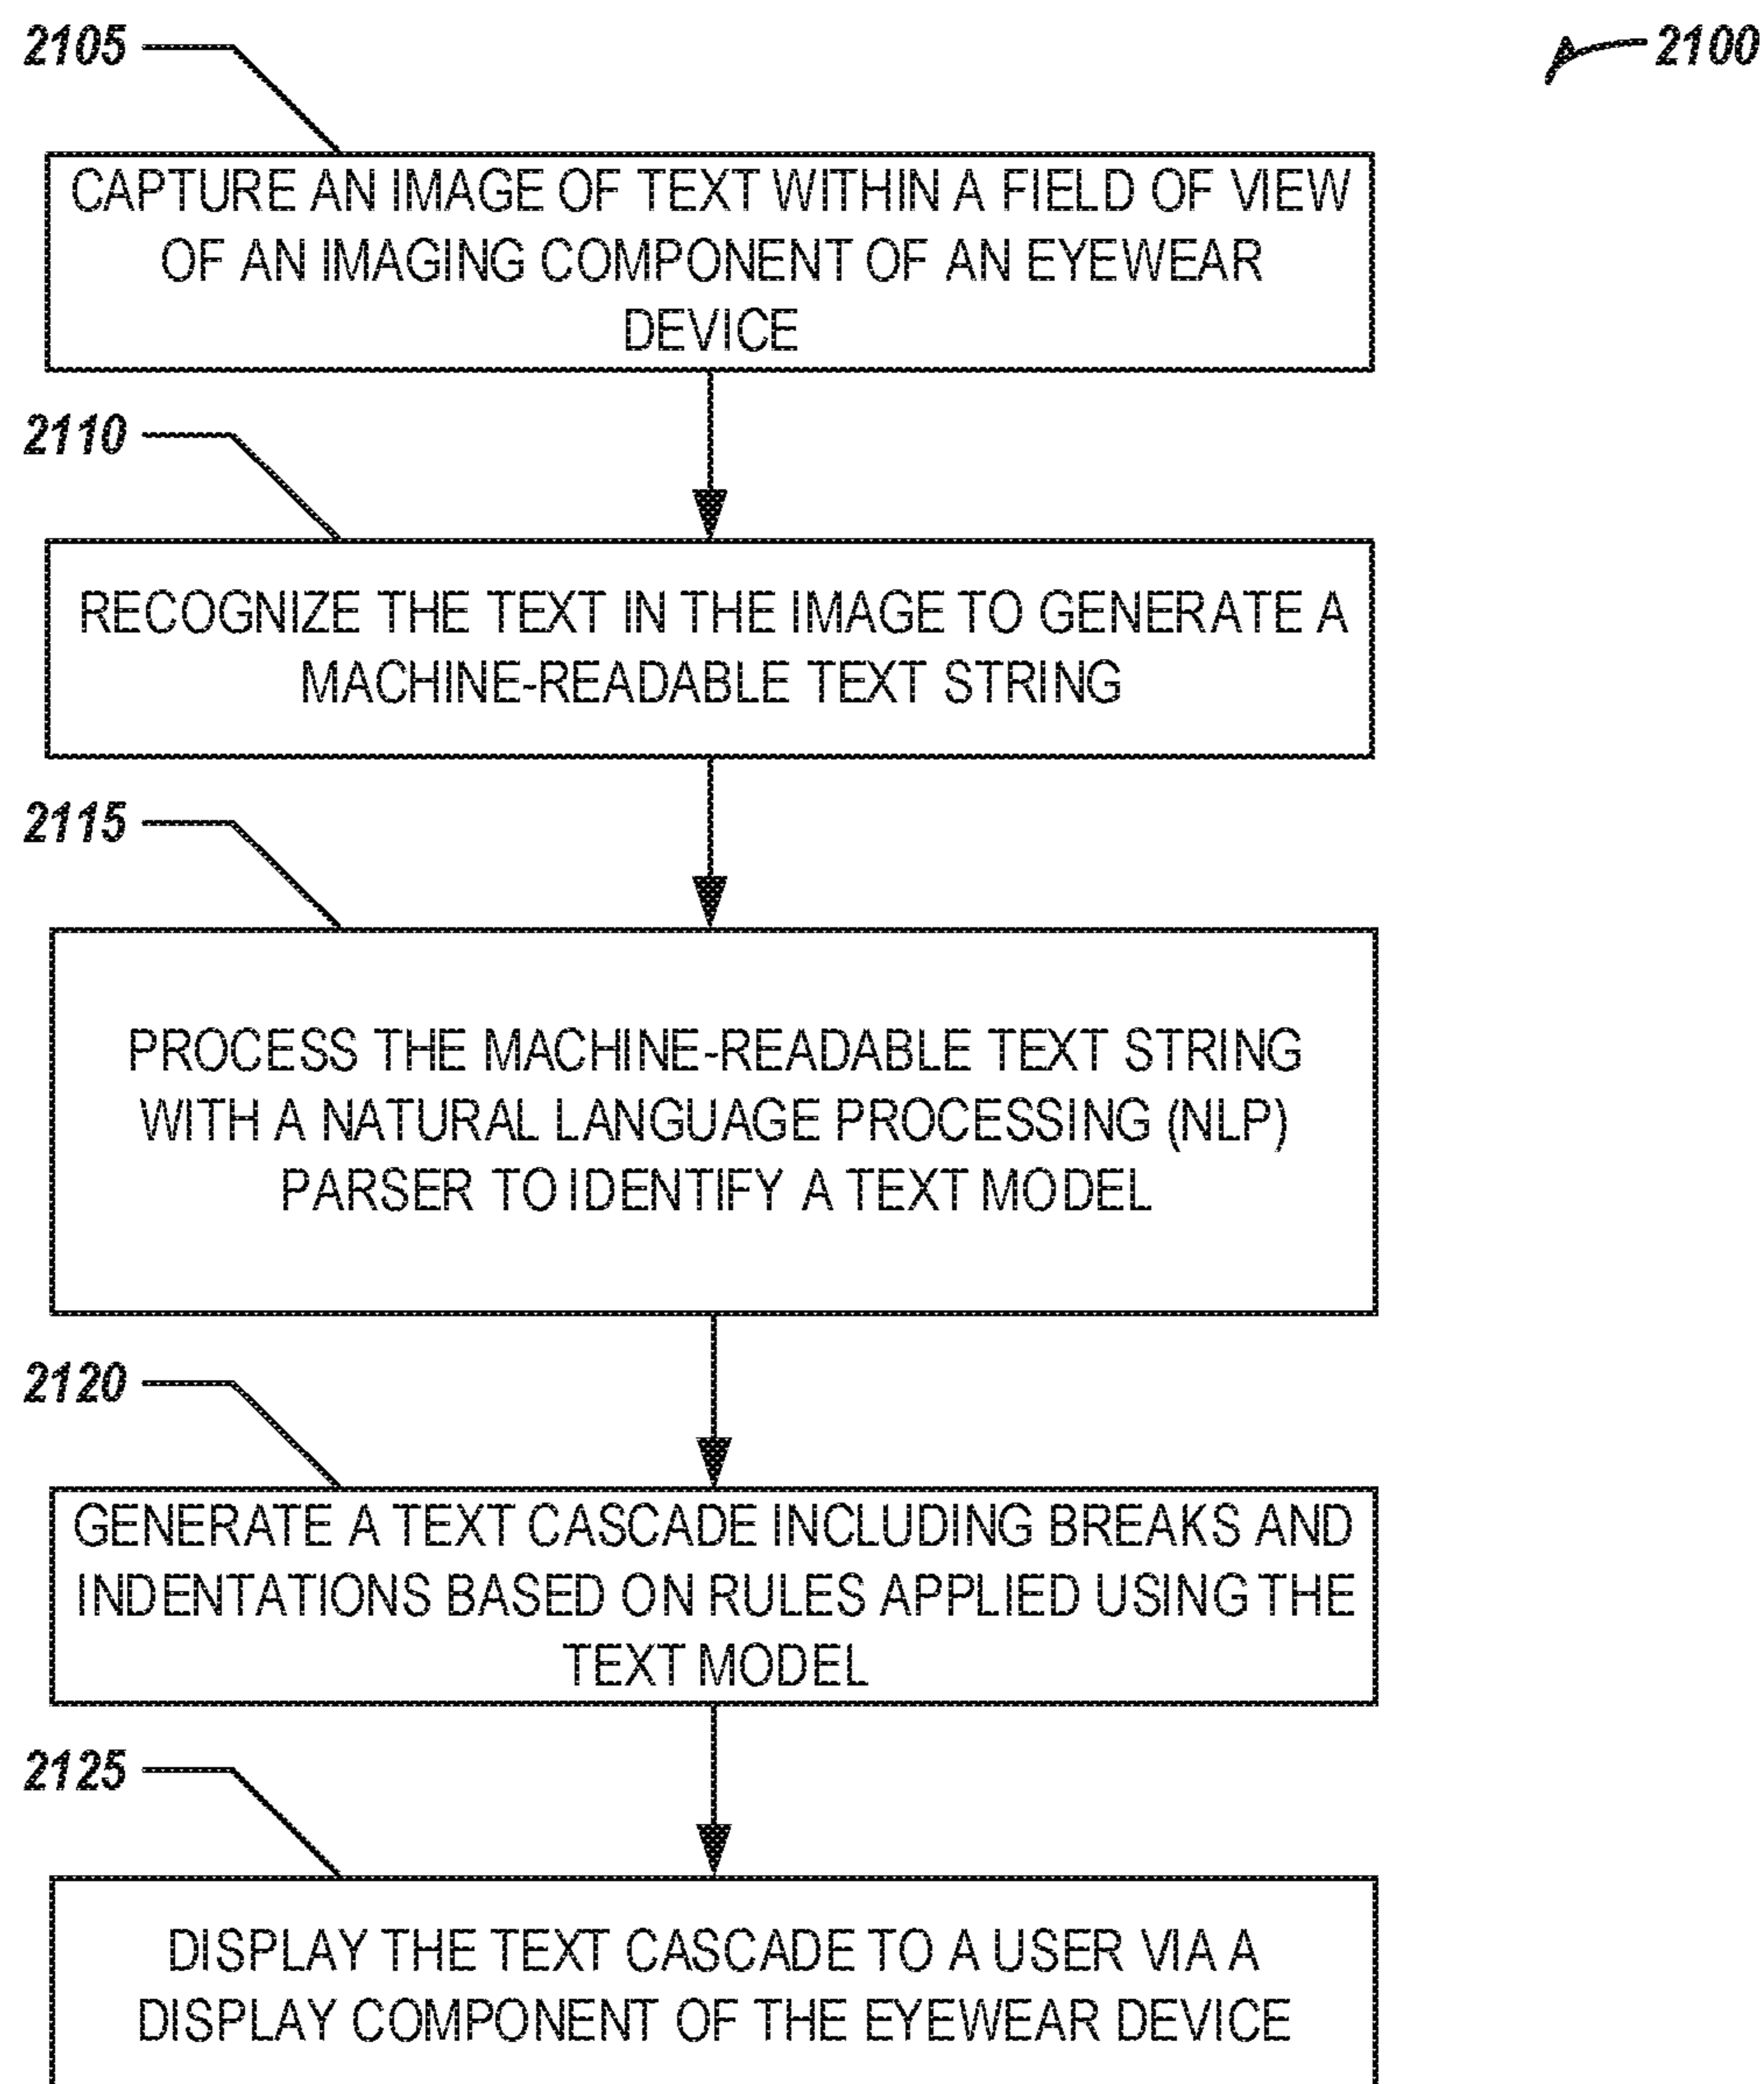 2105
2100
CAPTURE AN IMAGE OF TEXT WITHIN A FIELD OF VIEW
OF AN IMAGING COMPONENT OF AN EYEWEAR
DEVICE
2110
RECOGNIZE THE TEXT IN THE IMAGE TO GENERATE A
MACHINE-READABLE TEXT STRING
2115
PROCESS THE MACHINE-READABLE TEXT STRING
WITH A NATURAL LANGUAGE PROCESSING (NLP)
PARSER TO IDENTIFY A TEXT MODEL
2120
GENERATE A TEXT CASCADE INCLUDING BREAKS AND
INDENTATIONS BASED ON RULES APPLIED USING THE
TEXT MODEL
2125
DISPLAY THE TEXT CASCADE TO A USER VIA A
DISPLAY COMPONENT OF THE EYEWEAR DEVICE